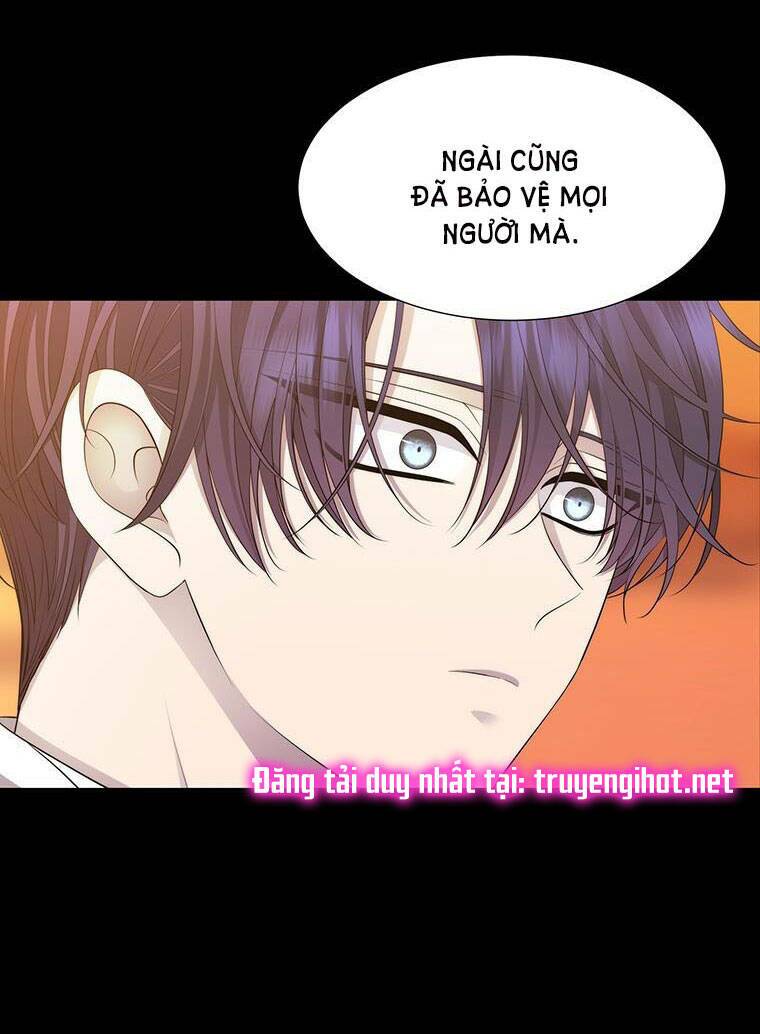 NGÀI CŨNG
ĐÃ BẢO VỆ MỌI
NGƯỜI MÀ.
Đăng tải duy nhất tại: truyengihot.net